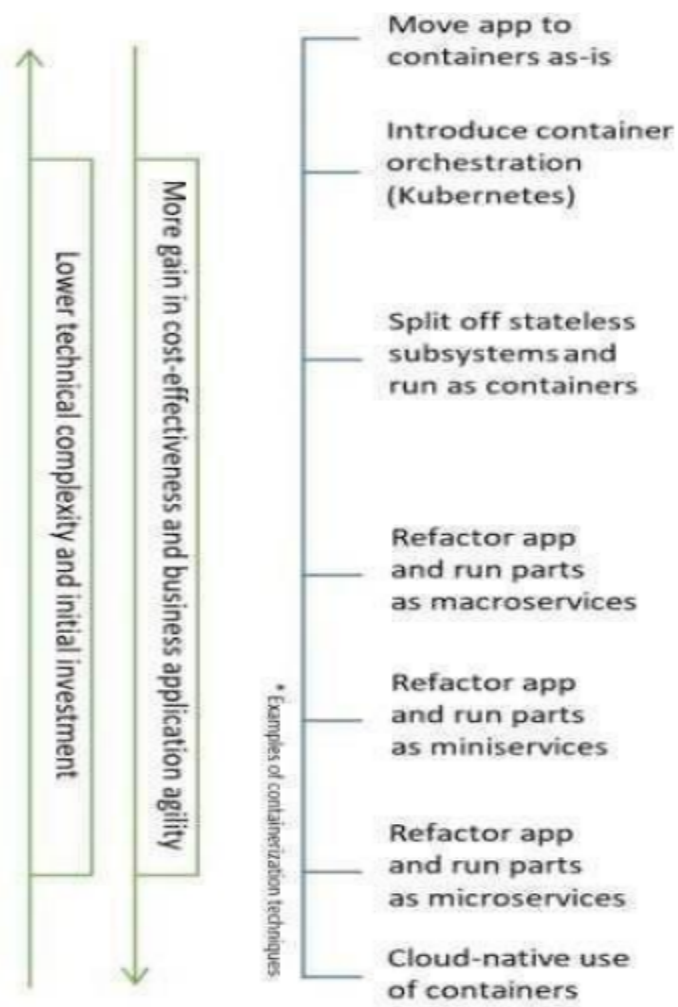 Lower technical complexity and initial investment
More gain in cost-effectiveness and business application agility
* Examples of containerization techniques
Move app to
containers as-is
Introduce container
orchestration
(Kubernetes)
Split off stateless
subsystems and
run as containers
Refactor app
and run parts
as macroservices
Refactor app
and run parts
as miniservices
Refactor app
and run parts
as microservices
Cloud-native use
of containers